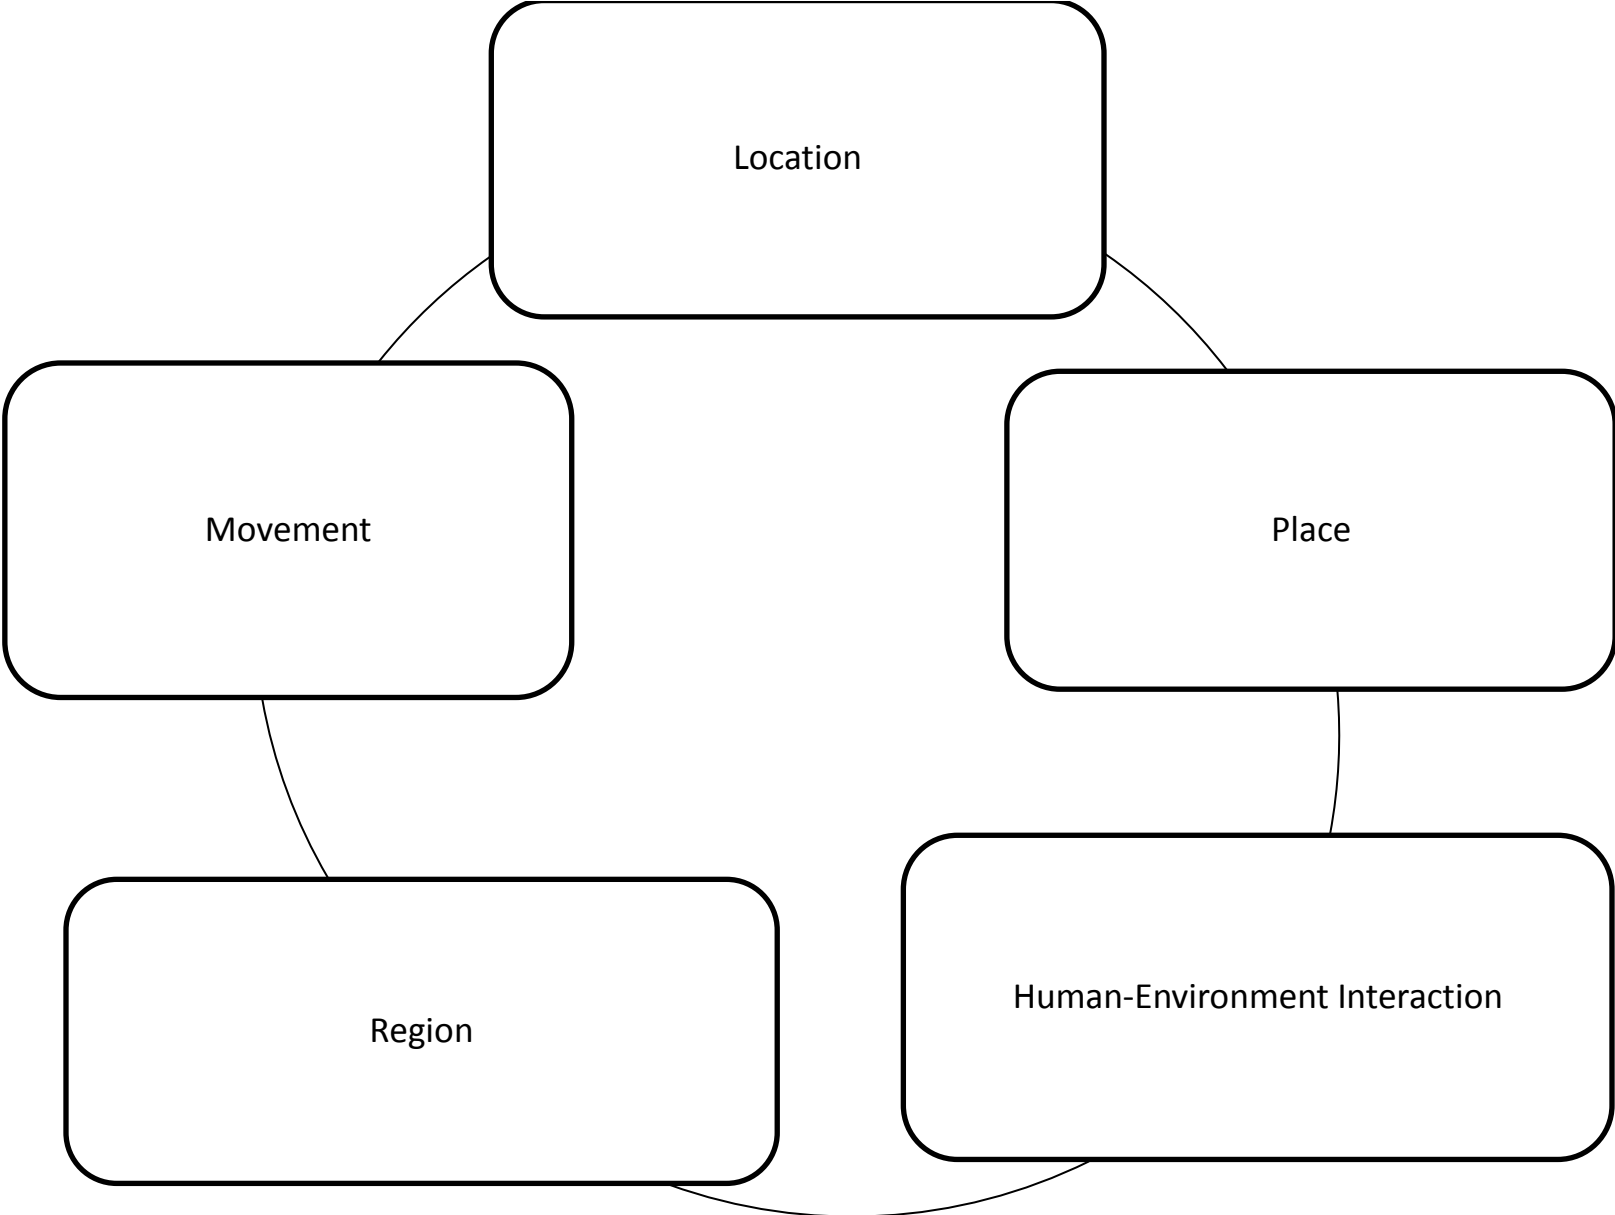 Location
Movement
Place
Human-Environment Interaction
Region